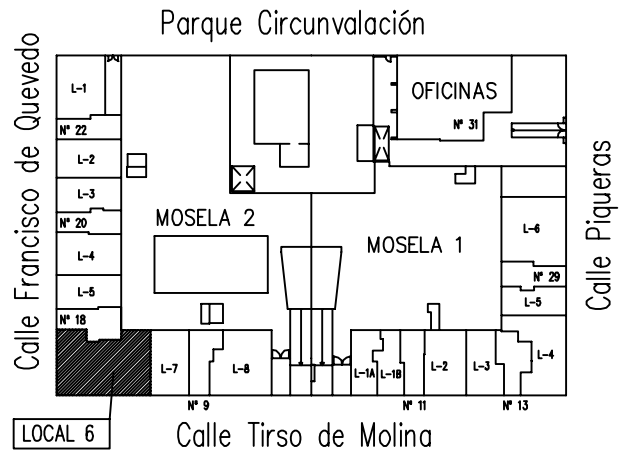 Parque Circunvalación
Calle Francisco de Quevedo
Calle Piqueras
L-1
OFICINAS
Nº 31
Nº 22
L-2
L-3
Nº 20
MOSELA 2
MOSELA 1
L-6
L-4
Nº 29
L-5
L-5
Nº 18
L-7
L-8
L-1A
L-1B
L-2
L-3
L-4
Nº 9
Nº 11
Nº 13
LOCAL 6
Calle Tirso de Molina